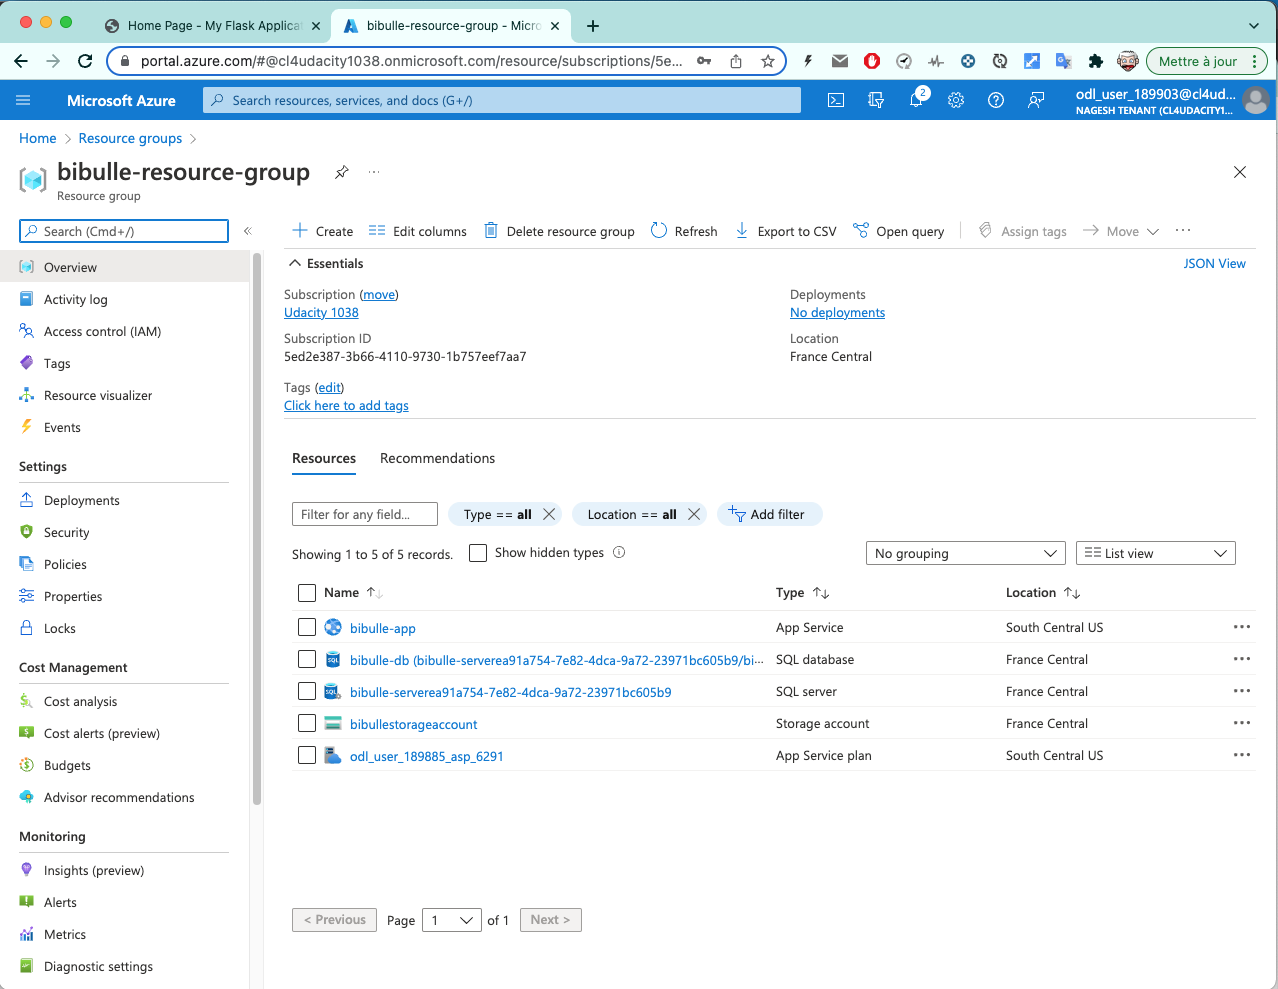 Home Page - My Flask Applicat
bibulle-resource-group - Micro
portal.azure.com/#@cl4udacity1038.onmicrosoft.com/resource/subscriptions/5e...
Mettre à jour
Microsoft Azure
Search resources, services, and docs (G+/)
2
odl_user_189903@cl4ud...
NAGESH TENANT (CL4UDACITY1...
Home > Resource groups >
bibulle-resource-group
Resource group
Search (Cmd+/)
Create
Edit columns
Delete resource group
Refresh
Export to CSV
Open query
Assign tags
Move
Overview
Activity log
Access control (IAM)
Tags
Resource visualizer
Events
Settings
Deployments
Security
Policies
Properties
Locks
Cost Management
Cost analysis
Cost alerts (preview)
Budgets
Advisor recommendations
Monitoring
Insights (preview)
Alerts
Metrics
Diagnostic settings
Essentials
JSON View
Subscription (move)
Udacity 1038
Subscription ID
5ed2e387-3b66-4110-9730-1b757eef7aa7
Tags (edit)
Click here to add tags
Deployments
No deployments
Location
France Central
Resources
Recommendations
Filter for any field...
Type == all
Location == all
Add filter
Showing 1 to 5 of 5 records.
Show hidden types
No grouping
List view
Name Type Location
bibulle-app App Service South Central US
bibulle-db (bibulle-serverea91a754-7e82-4dca-9a72-23971bc605b9/bi... SQL database France Central
bibulle-serverea91a754-7e82-4dca-9a72-23971bc605b9 SQL server France Central
bibullestorageaccount Storage account France Central
odl_user_189885_asp_6291 App Service plan South Central US
< Previous Page 1 of 1 Next >